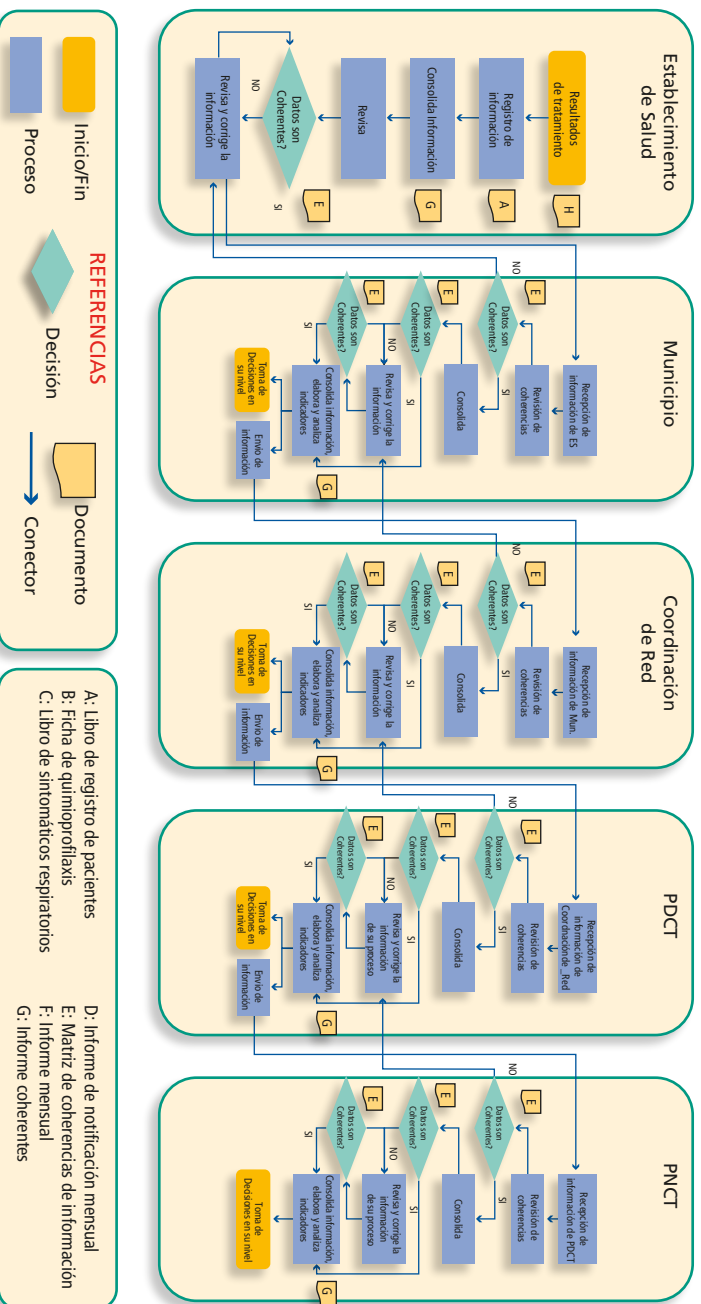 Establecimiento
de Salud
Resultados
de tratamiento
H
Registro de
información
A
Consolida Información
G
Revisa
Datos son
Coherentes?
E
SI
NO
Revisa y corrige la
información
Municipio
Recepción de
información de ES
Revisión de
coherencias
E
Datos son
Coherentes?
NO
SI
Consolida
E
Datos son
Coherentes?
NO
SI
Revisa y corrige la
información
E
Datos son
Coherentes?
SI
Consolida información,
elabora y analiza
indicadores
G
Toma de
Decisiones en
su nivel
Envio de
información
Coordinación
de Red
Recepción de
información de Mun.
Revisión de
coherencias
E
Datos son
Coherentes?
NO
SI
Consolida
E
Datos son
Coherentes?
NO
SI
Revisa y corrige la
información
E
Datos son
Coherentes?
SI
Consolida información,
elabora y analiza
indicadores
G
Toma de
Decisiones en
su nivel
Envio de
información
PDCT
Recepción de
información de
Coordinación de _Red
Revisión de
coherencias
E
Datos son
Coherentes?
NO
SI
Consolida
E
Datos son
Coherentes?
NO
SI
Revisa y corrige la
información
de su proceso
E
Datos son
Coherentes?
SI
Consolida información,
elabora y analiza
indicadores
G
Toma de
Decisiones en
su nivel
Envio de
información
PNCT
Recepción de
información de PDCT
Revisión de
coherencias
E
Datos son
Coherentes?
NO
SI
Consolida
E
Datos son
Coherentes?
NO
SI
Revisa y corrige la
información
de su proceso
E
Datos son
Coherentes?
SI
Consolida información,
elabora y analiza
indicadores
G
Toma de
Decisiones en su nivel
REFERENCIAS
Inicio/Fin
Proceso
Decisión
Documento
Conector
A: Libro de registro de pacientes
B: Ficha de quimioprofilaxis
C: Libro de sintomáticos respiratorios
D: Informe de notificación mensual
E: Matriz de coherencias de información
F: Informe mensual
G: Informe coherentes